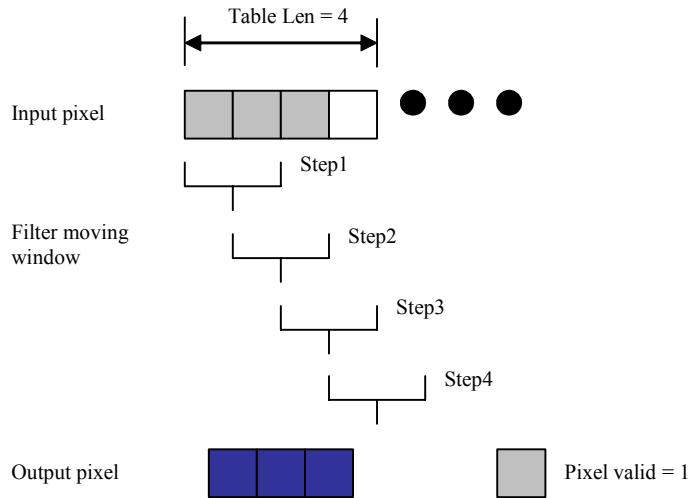 Table Len = 4
Input pixel
Step1
Filter moving
window
Step2
Step3
Step4
Output pixel
Pixel valid = 1